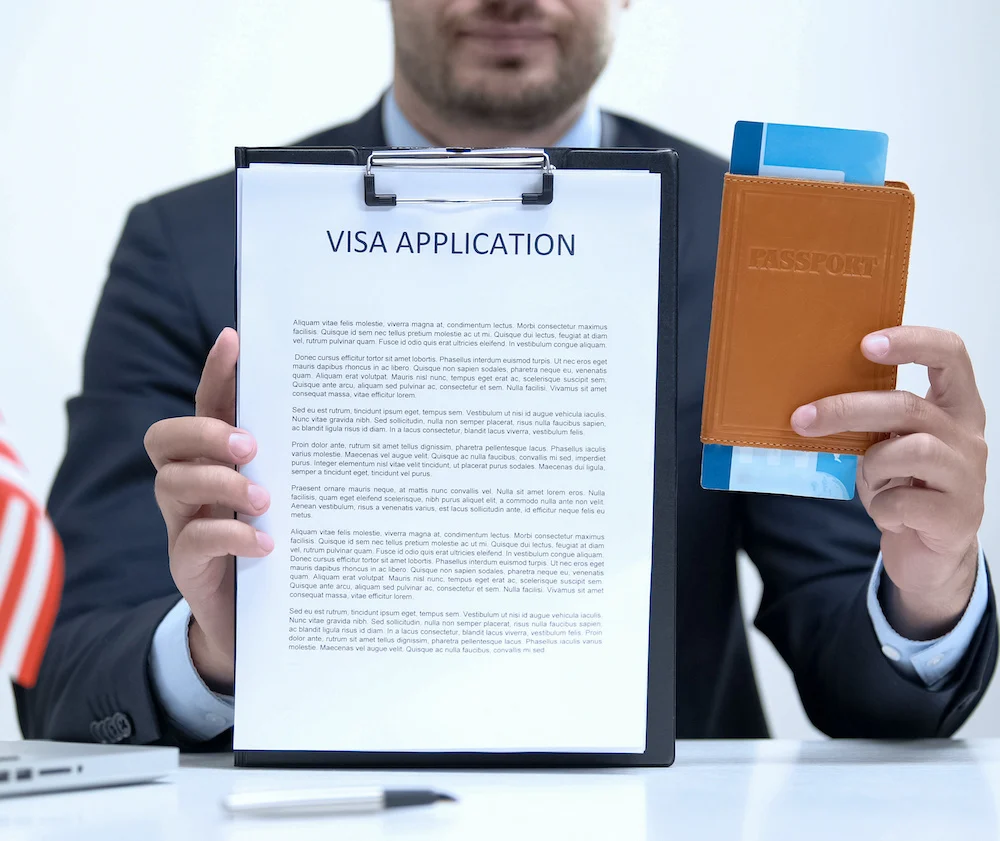 VISA APPLICATION
PASSPORT
Aliquam vitae felis molestie, viverra magna at, condimentum lectus. Morbi consectetur maximus
facilisis. Quisque id sem nec tellus pretium molestie ac ut mi. Quisque dui lectus, feugiat at diam
vel, rutrum pulvinar quam. Fusce id odio quis erat ultricies eleifend. In vestibulum congue aliquam.
Donec cursus efficitur tortor sit amet lobortis. Phasellus interdum euismod turpis. Ut nec eros eget
mauris dapibus rhoncus in ac libero. Quisque non sapien sodales, pharetra neque eu, venenatis
quam. Aliquam erat volutpat. Mauris nisl nunc, tempus eget erat ac, scelerisque suscipit sem.
Quisque ante arcu, aliquam sed pulvinar ac, consectetur et sem. Nulla facilisi. Vivamus sit amet
consequat massa, vitae efficitur lorem.
Sed eu est rutrum, tincidunt ipsum eget, tempus sem. Vestibulum ut nisi id augue vehicula iaculis.
Nunc vitae gravida nibh. Sed sollicitudin, nulla non semper placerat, risus nulla faucibus sapien,
ac blandit ligula risus id diam. In a lacus consectetur, blandit lacus viverra, vestibulum felis.
Proin dolor ante, rutrum sit amet tellus dignissim, pharetra pellentesque lacus. Phasellus iaculis
varius molestie. Maecenas vel augue velit. Quisque ac nulla faucibus, convallis mi sed, imperdiet
purus. Integer elementum nisl vitae velit tincidunt, ut placerat purus sodales. Maecenas dui ligula,
semper a tincidunt eget, tincidunt vel purus.
Praesent ornare mauris neque, at mattis nunc convallis vel. Nulla sit amet lorem eros. Nulla
facilisis, quam eget eleifend scelerisque, nibh purus aliquet elit, a commodo nulla ante non velit.
Aenean vestibulum, risus a venenatis varius, est lacus sollicitudin ante, id efficitur neque felis eu
metus.
Aliquam vitae felis molestie, viverra magna at, condimentum lectus. Morbi consectetur maximus
facilisis. Quisque id sem nec tellus pretium molestie ac ut mi. Quisque dui lectus, feugiat at diam
vel, rutrum pulvinar quam. Fusce id odio quis erat ultricies eleifend. In vestibulum congue aliquam.
Donec cursus efficitur tortor sit amet lobortis. Phasellus interdum euismod turpis. Ut nec eros eget
mauris dapibus rhoncus in ac libero. Quisque non sapien sodales, pharetra neque eu, venenatis
quam. Aliquam erat volutpat. Mauris nisl nunc, tempus eget erat ac, scelerisque suscipit sem.
Quisque ante arcu, aliquam sed pulvinar ac, consectetur et sem. Nulla facilisi. Vivamus sit amet
consequat massa, vitae efficitur lorem.
Sed eu est rutrum, tincidunt ipsum eget, tempus sem. Vestibulum ut nisi id augue vehicula iaculis.
Nunc vitae gravida nibh. Sed sollicitudin, nulla non semper placerat, risus nulla faucibus sapien,
ac blandit ligula risus id diam. In a lacus consectetur, blandit lacus viverra, vestibulum felis. Proin
dolor ante, rutrum sit amet tellus dignissim, pharetra pellentesque lacus. Phasellus iaculis varius
molestie. Maecenas vel augue velit. Quisque ac nulla faucibus, convallis mi sed.